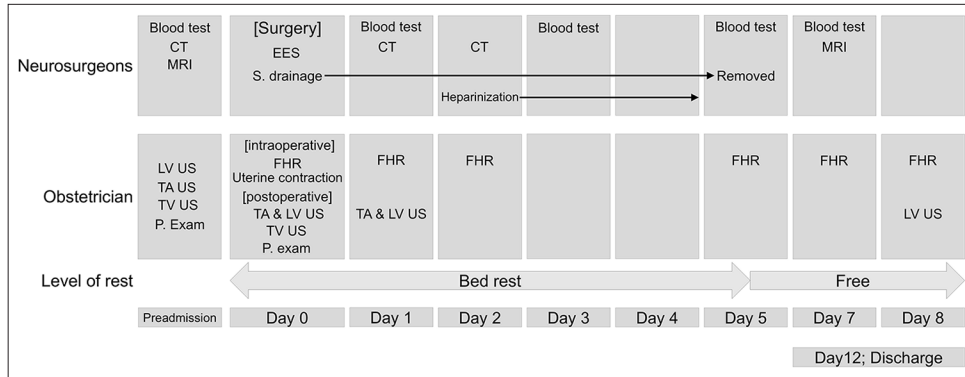 Neurosurgeons
Blood test
CT
MRI
[Surgery]
EES
S. drainage
Blood test
CT
CT
Heparinization
Blood test
Blood test
Removed
Blood test
MRI
Obstetrician
LV US
TA US
TV US
P. Exam
[intraoperative]
FHR
Uterine contraction
[postoperative]
TA & LV US
TV US
P. exam
FHR
TA & LV US
FHR
FHR
FHR
FHR
LV US
Level of rest
Bed rest
Free
Preadmission
Day 0
Day 1
Day 2
Day 3
Day 4
Day 5
Day 7
Day 8
Day12; Discharge